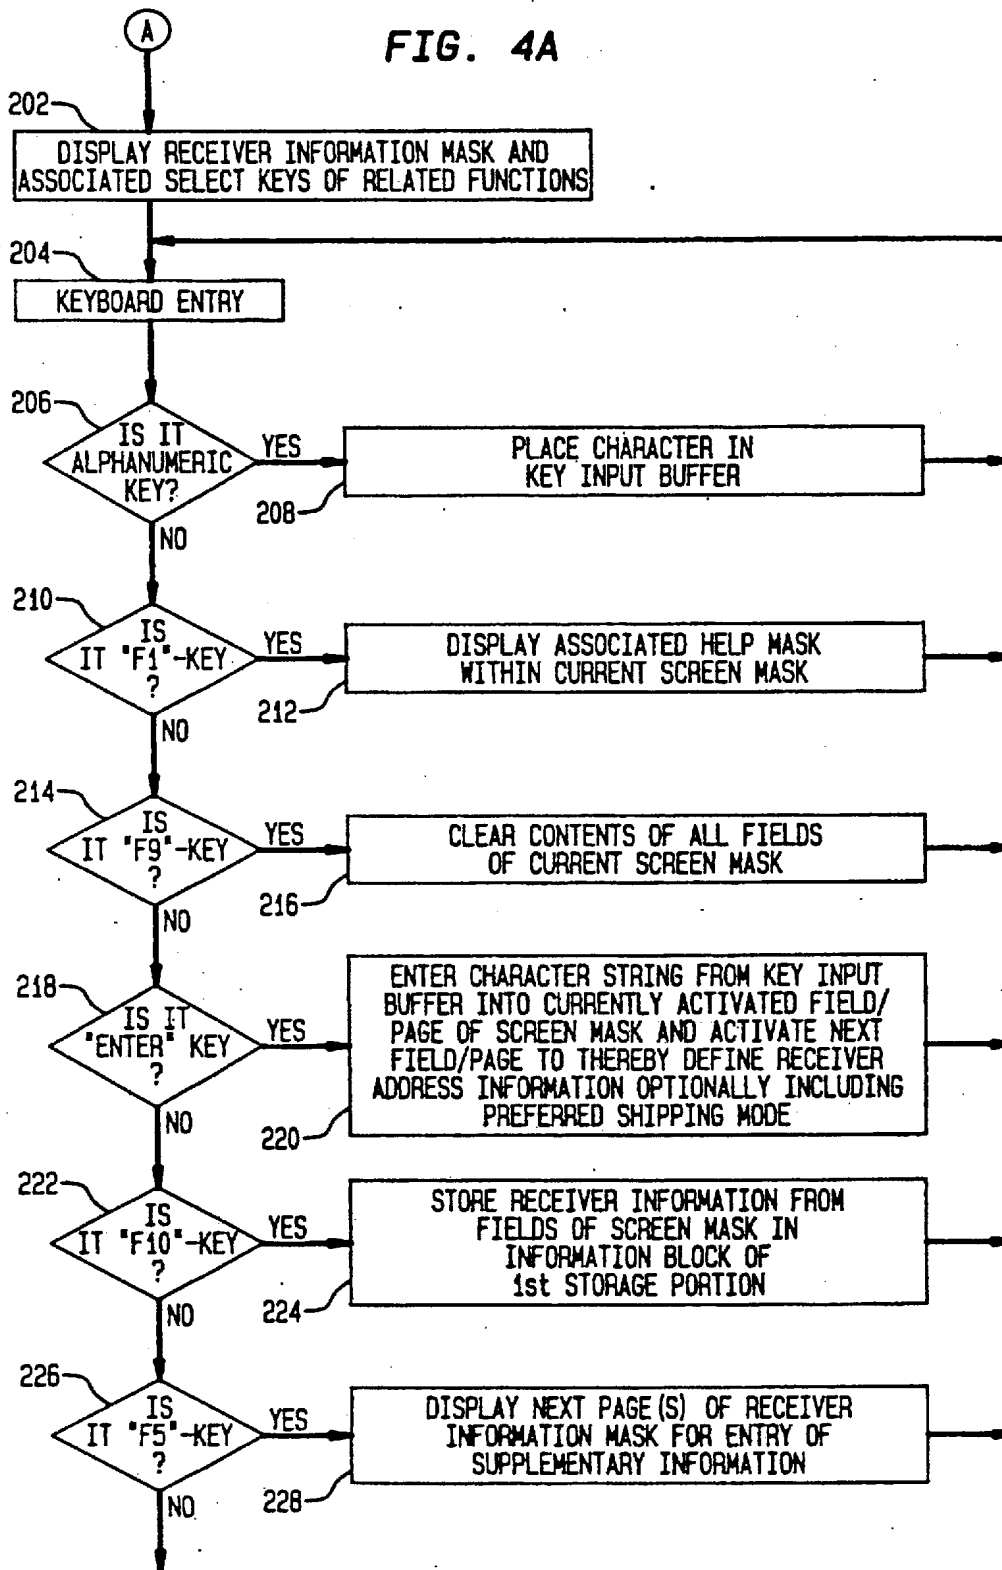 A
FIG. 4A
202
DISPLAY RECEIVER INFORMATION MASK AND
ASSOCIATED SELECT KEYS OF RELATED FUNCTIONS
204
KEYBOARD ENTRY
206
IS IT
ALPHANUMERIC
KEY?
YES
PLACE CHARACTER IN
KEY INPUT BUFFER
208
NO
210
IS
IT "F1"-KEY
?
YES
DISPLAY ASSOCIATED HELP MASK
WITHIN CURRENT SCREEN MASK
212
NO
214
IS
IT "F9"-KEY
?
YES
CLEAR CONTENTS OF ALL FIELDS
OF CURRENT SCREEN MASK
216
NO
218
IS IT
"ENTER" KEY
?
YES
ENTER CHARACTER STRING FROM KEY INPUT
BUFFER INTO CURRENTLY ACTIVATED FIELD/
PAGE OF SCREEN MASK AND ACTIVATE NEXT
FIELD/PAGE TO THEREBY DEFINE RECEIVER
ADDRESS INFORMATION OPTIONALLY INCLUDING
PREFERRED SHIPPING MODE
220
NO
222
IS
IT "F10"-KEY
?
YES
STORE RECEIVER INFORMATION FROM
FIELDS OF SCREEN MASK IN
INFORMATION BLOCK OF
1st STORAGE PORTION
224
NO
226
IS
IT "F5"-KEY
?
YES
DISPLAY NEXT PAGE(S) OF RECEIVER
INFORMATION MASK FOR ENTRY OF
SUPPLEMENTARY INFORMATION
228
NO